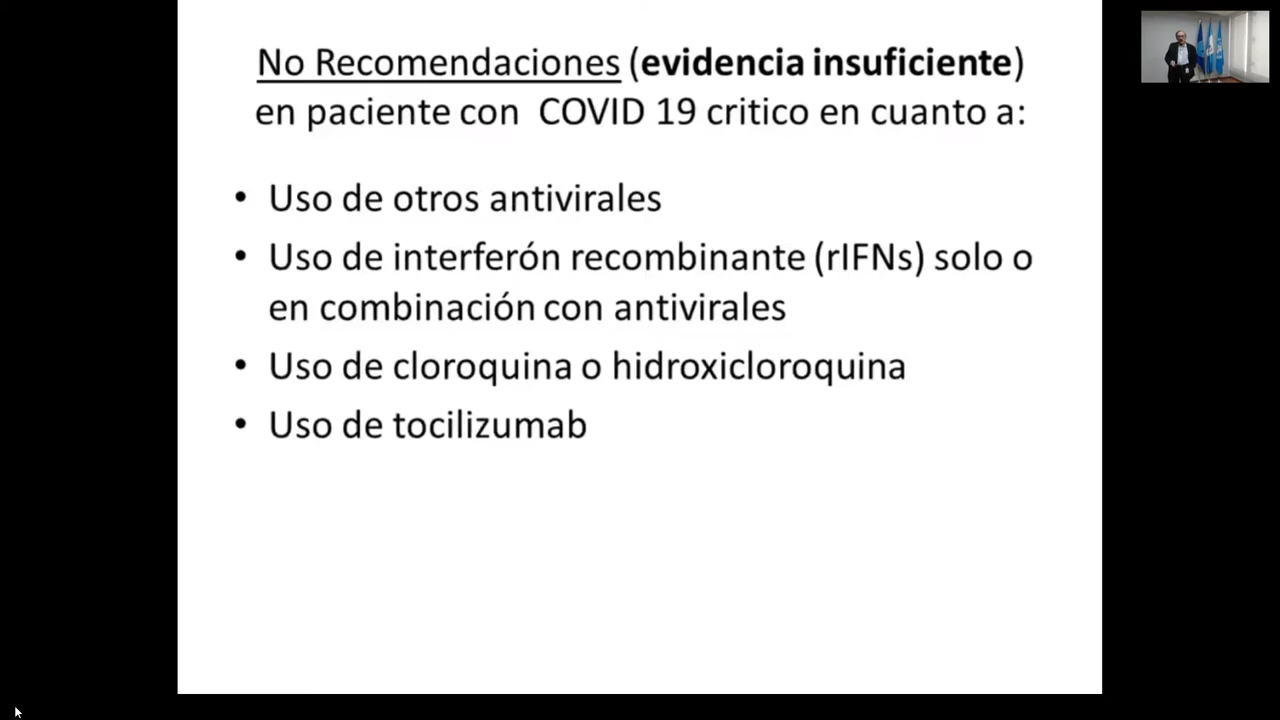 No Recomendaciones (evidencia insuficiente)
en paciente con COVID 19 critico en cuanto a:
• Uso de otros antivirales
• Uso de interferón recombinante (rIFNs) solo o
en combinación con antivirales
• Uso de cloroquina o hidroxicloroquina
• Uso de tocilizumab